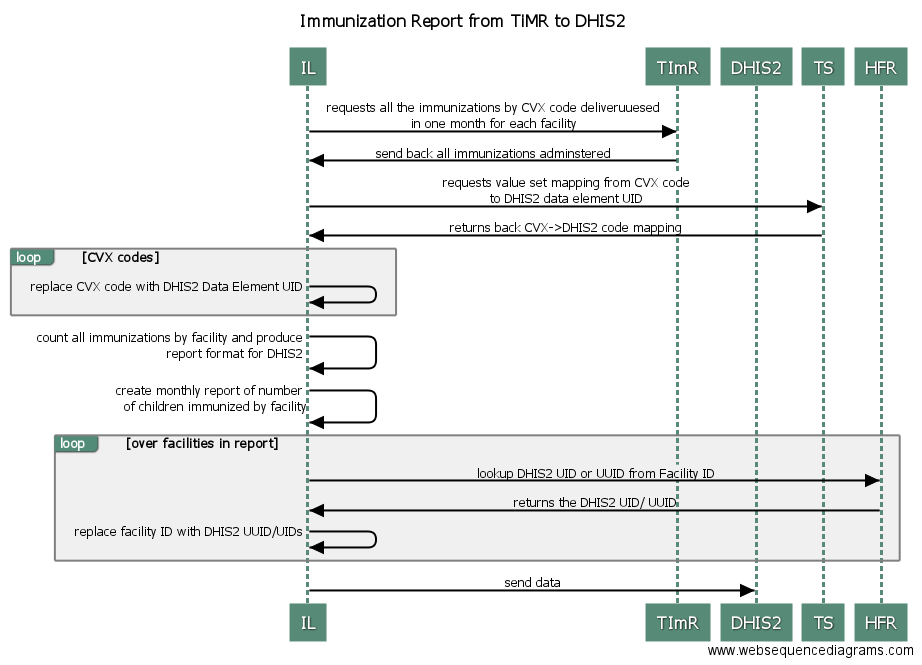 Immunization Report from TIMR to DHIS2
IL TImR DHIS2 TS HFR
requests all the immunizations by CVX code deliveruuesed
in one month for each facility
send back all immunizations adminstered
requests value set mapping from CVX code
to DHIS2 data element UID
returns back CVX->DHIS2 code mapping
loop [CVX codes]
replace CVX code with DHIS2 Data Element UID
count all immunizations by facility and produce
report format for DHIS2
create monthly report of number
of children immunized by facility
loop [over facilities in report]
lookup DHIS2 UID or UUID from Facility ID
returns the DHIS2 UID/ UUID
replace facility ID with DHIS2 UUID/UIDs
send data
IL TImR DHIS2 TS HFR
www.websequencediagrams.com